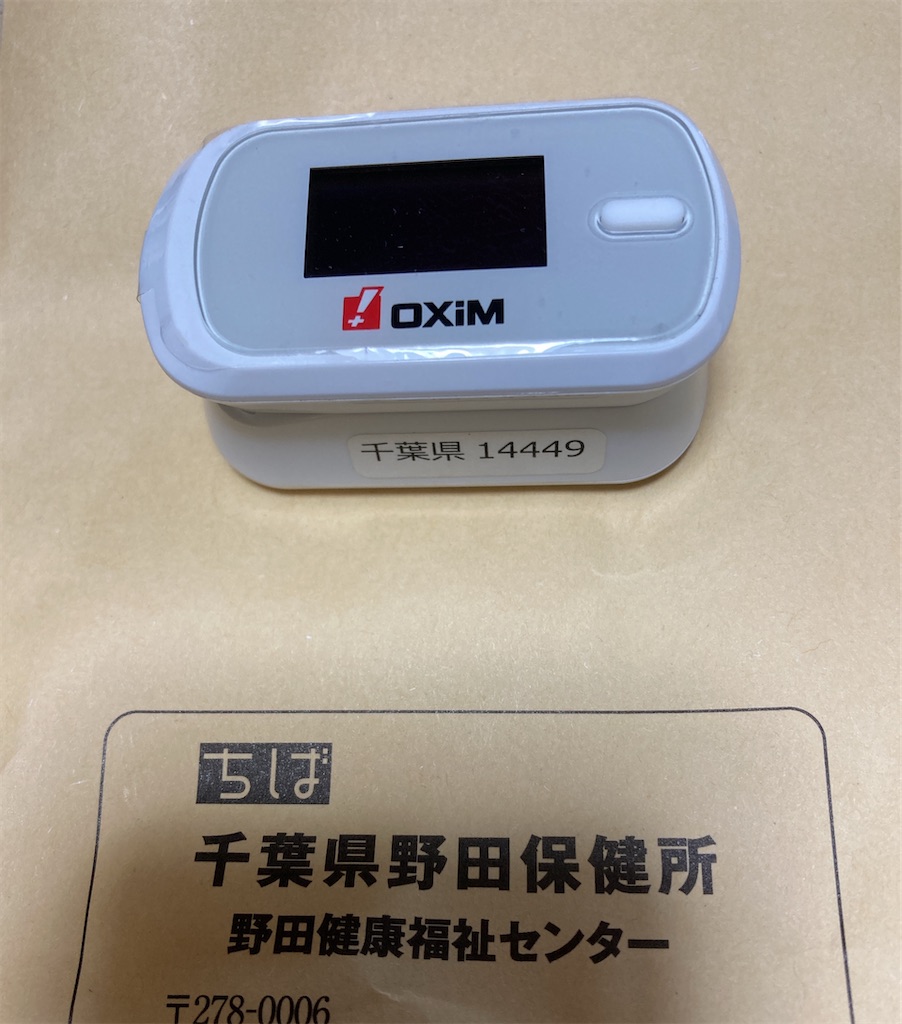 OXiM
千葉県 14449
ちば
千葉県野田保健所
野田健康福祉センター
〒278-0006